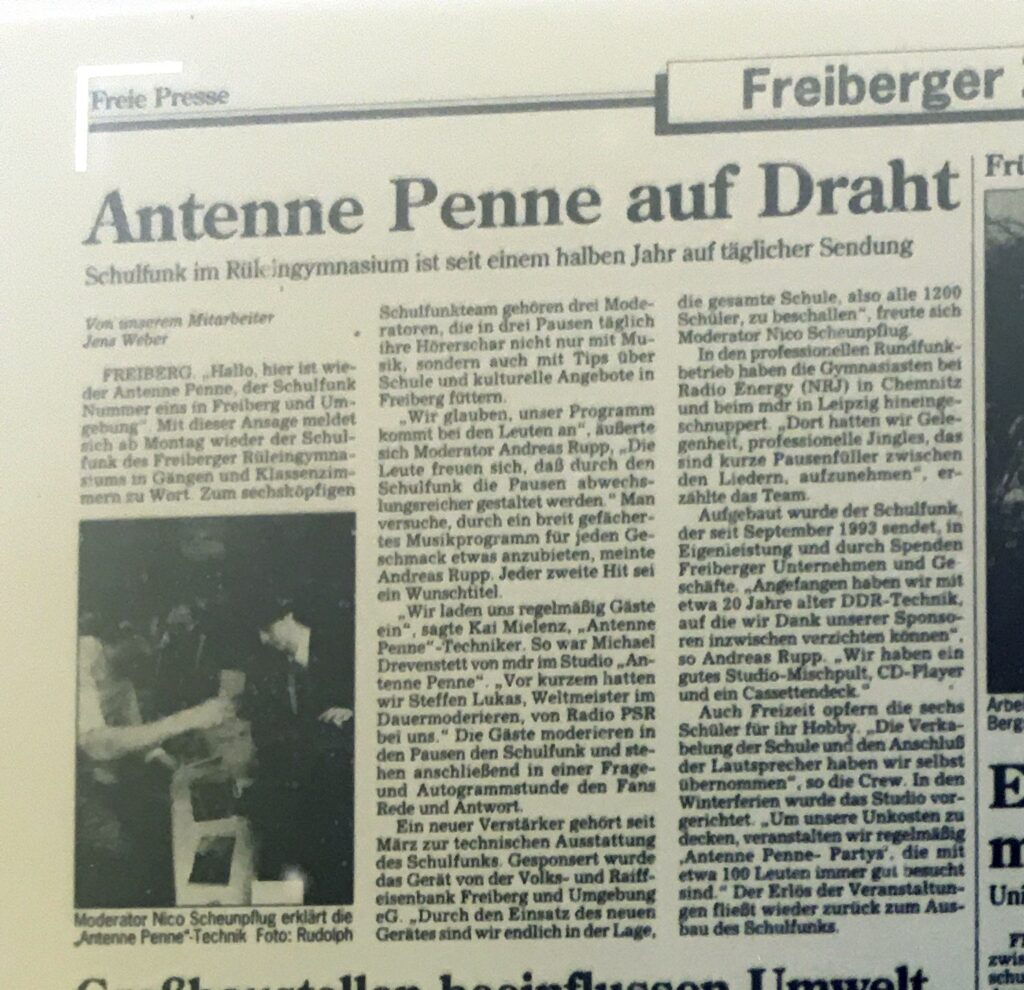 Freie Presse
Freiberger
Antenne Penne auf Draht
Schulfunk im Rüleingymnasium ist seit einem halben Jahr auf täglicher Sendung
Von unserem Mitarbeiter
Jens Weber
FREIBERG. „Hallo, hier ist wie-
der Antenne Penne, der Schulfunk
Nummer eins in Freiberg und Um-
gebung“. Mit dieser Ansage meldet
sich ab Montag wieder der Schul-
funk des Freiberger Rüleingymna-
siums in Gängen und Klassenzim-
mern zu Wort. Zum sechsköpfigen
Moderator Nico Scheunpflug erklärt die
„Antenne Penne“-Technik Foto: Rudolph
Schulfunkteam gehören drei Mode-
ratoren, die in drei Pausen täglich
ihre Hörerschar nicht nur mit Mu-
sik, sondern auch mit Tips über
Schule und kulturelle Angebote in
Freiberg füttern.
„Wir glauben, unser Programm
kommt bei den Leuten an“, äußerte
sich Moderator Andreas Rupp, „Die
Leute freuen sich, daß durch den
Schulfunk die Pausen abwechs-
lungsreicher gestaltet werden.“ Man
versuche, durch ein breit gefächer-
tes Musikprogramm für jeden Ge-
schmack etwas anzubieten, meinte
Andreas Rupp. Jeder zweite Hit sei
ein Wunschtitel.
„Wir laden uns regelmäßig Gäste
ein“, sagte Kai Mielenz, „Antenne
Penne“-Techniker. So war Michael
Drevenstett von mdr im Studio „An-
tenne Penne“. „Vor kurzem hatten
wir Steffen Lukas, Weltmeister im
Dauermoderieren, von Radio PSR
bei uns.“ Die Gäste moderieren in
den Pausen den Schulfunk und ste-
hen anschließend in einer Frage-
und Autogrammstunde den Fans
Rede und Antwort.
Ein neuer Verstärker gehört seit
März zur technischen Ausstattung
des Schulfunks. Gesponsert wurde
das Gerät von der Volks- und Raiff-
eisenbank Freiberg und Umgebung
eG. „Durch den Einsatz des neuen
Gerätes sind wir endlich in der Lage,
die gesamte Schule, also alle 1200
Schüler, zu beschallen“, freute sich
Moderator Nico Scheunpflug.
In den professionellen Rundfunk-
betrieb haben die Gymnasiasten bei
Radio Energy (NRJ) in Chemnitz
und beim mdr in Leipzig hineinge-
schnuppert. „Dort hatten wir Gele-
genheit, professionelle Jingles, das
sind kurze Pausenfüller zwischen
den Liedern, aufzunehmen“, er-
zählte das Team.
Aufgebaut wurde der Schulfunk,
der seit September 1993 sendet, in
Eigenleistung und durch Spenden
Freiberger Unternehmen und Ge-
schäfte. „Angefangen haben wir mit
etwa 20 Jahre alter DDR-Technik,
auf die wir Dank unserer Sponso-
ren inzwischen verzichten können“,
so Andreas Rupp. „Wir haben ein
gutes Studio-Mischpult, CD-Player
und ein Cassettendeck.“
Auch Freizeit opfern die sechs
Schüler für ihr Hobby. „Die Verka-
belung der Schule und den Anschluß
der Lautsprecher haben wir selbst
übernommen“, so die Crew. In den
Winterferien wurde das Studio vor-
gerichtet. „Um unsere Unkosten zu
decken, veranstalten wir regelmäßig
‚Antenne Penne- Partys‘, die mit
etwa 100 Leuten immer gut besucht
sind.“ Der Erlös der Veranstaltun-
gen fließt wieder zurück zum Aus-
bau des Schulfunks.
beeinflussen Umwelt